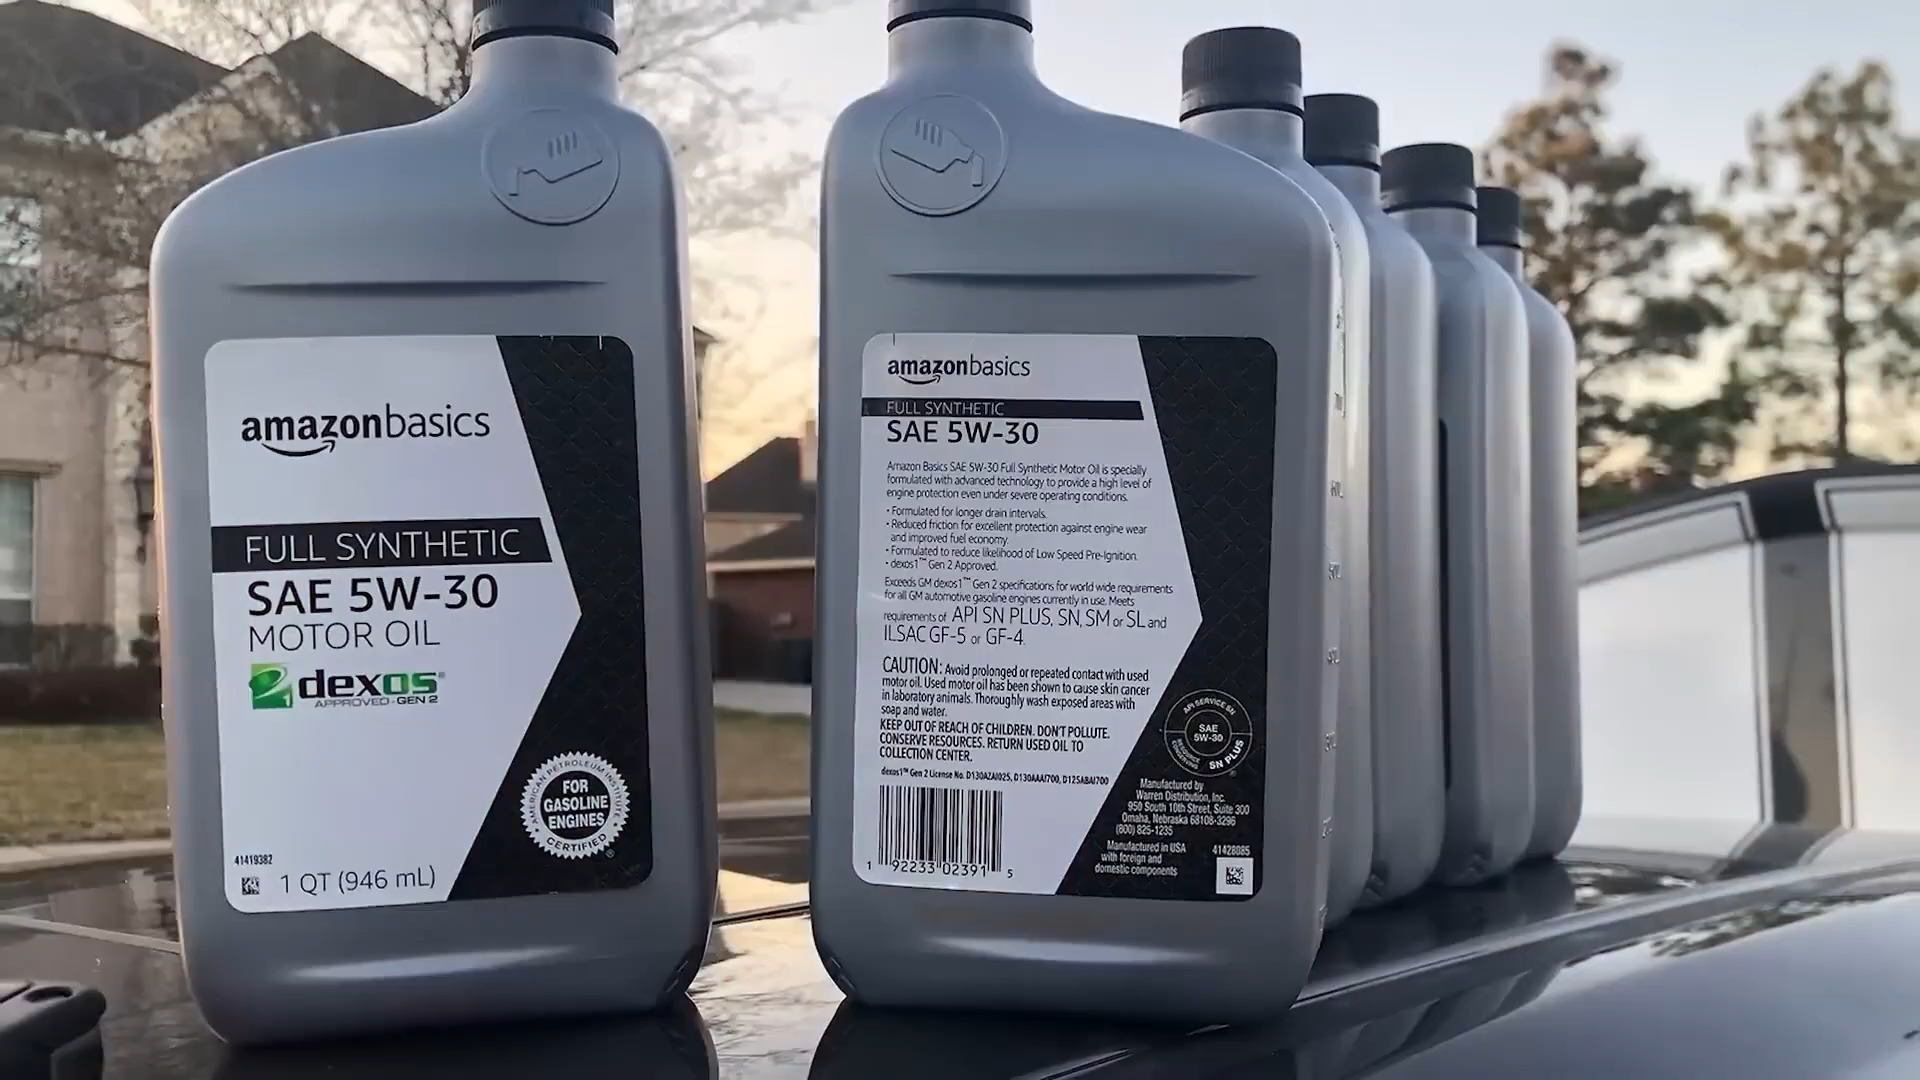 amazonbasics
FULL SYNTHETIC
SAE 5W-30
MOTOR OIL
dexos®
APPROVED · GEN 2
AMERICAN PETROLEUM INSTITUTE
FOR
GASOLINE
ENGINES
CERTIFIED
41419382
1 QT (946 mL)
amazonbasics
FULL SYNTHETIC
SAE 5W-30
Amazon Basics SAE 5W-30 Full Synthetic Motor Oil is specially
formulated with advanced technology to provide a high level of
engine protection even under severe operating conditions.
• Formulated for longer drain intervals.
• Reduced friction for excellent protection against engine wear
and improved fuel economy.
• Formulated to reduce likelihood of Low Speed Pre-Ignition.
• dexos1™ Gen 2 Approved.
Exceeds GM dexos1™ Gen 2 specifications for world wide requirements
for all GM automotive gasoline engines currently in use. Meets
requirements of API SN PLUS, SN, SM or SL and
ILSAC GF-5 or GF-4.
CAUTION: Avoid prolonged or repeated contact with used
motor oil. Used motor oil has been shown to cause skin cancer
in laboratory animals. Thoroughly wash exposed areas with
soap and water.
KEEP OUT OF REACH OF CHILDREN. DON'T POLLUTE.
CONSERVE RESOURCES. RETURN USED OIL TO
COLLECTION CENTER.
dexos1™ Gen 2 License No. D130AZAI025, D130AAAI700, D125ABAI700
1 92233 02391 5
API SERVICE SN
SAE
5W-30
RESOURCE
CONSERVING
SN PLUS
Manufactured by
Warren Distribution, Inc.
950 South 10th Street, Suite 300
Omaha, Nebraska 68108-3296
(800) 825-1235
Manufactured in USA
with foreign and
domestic components
41428085